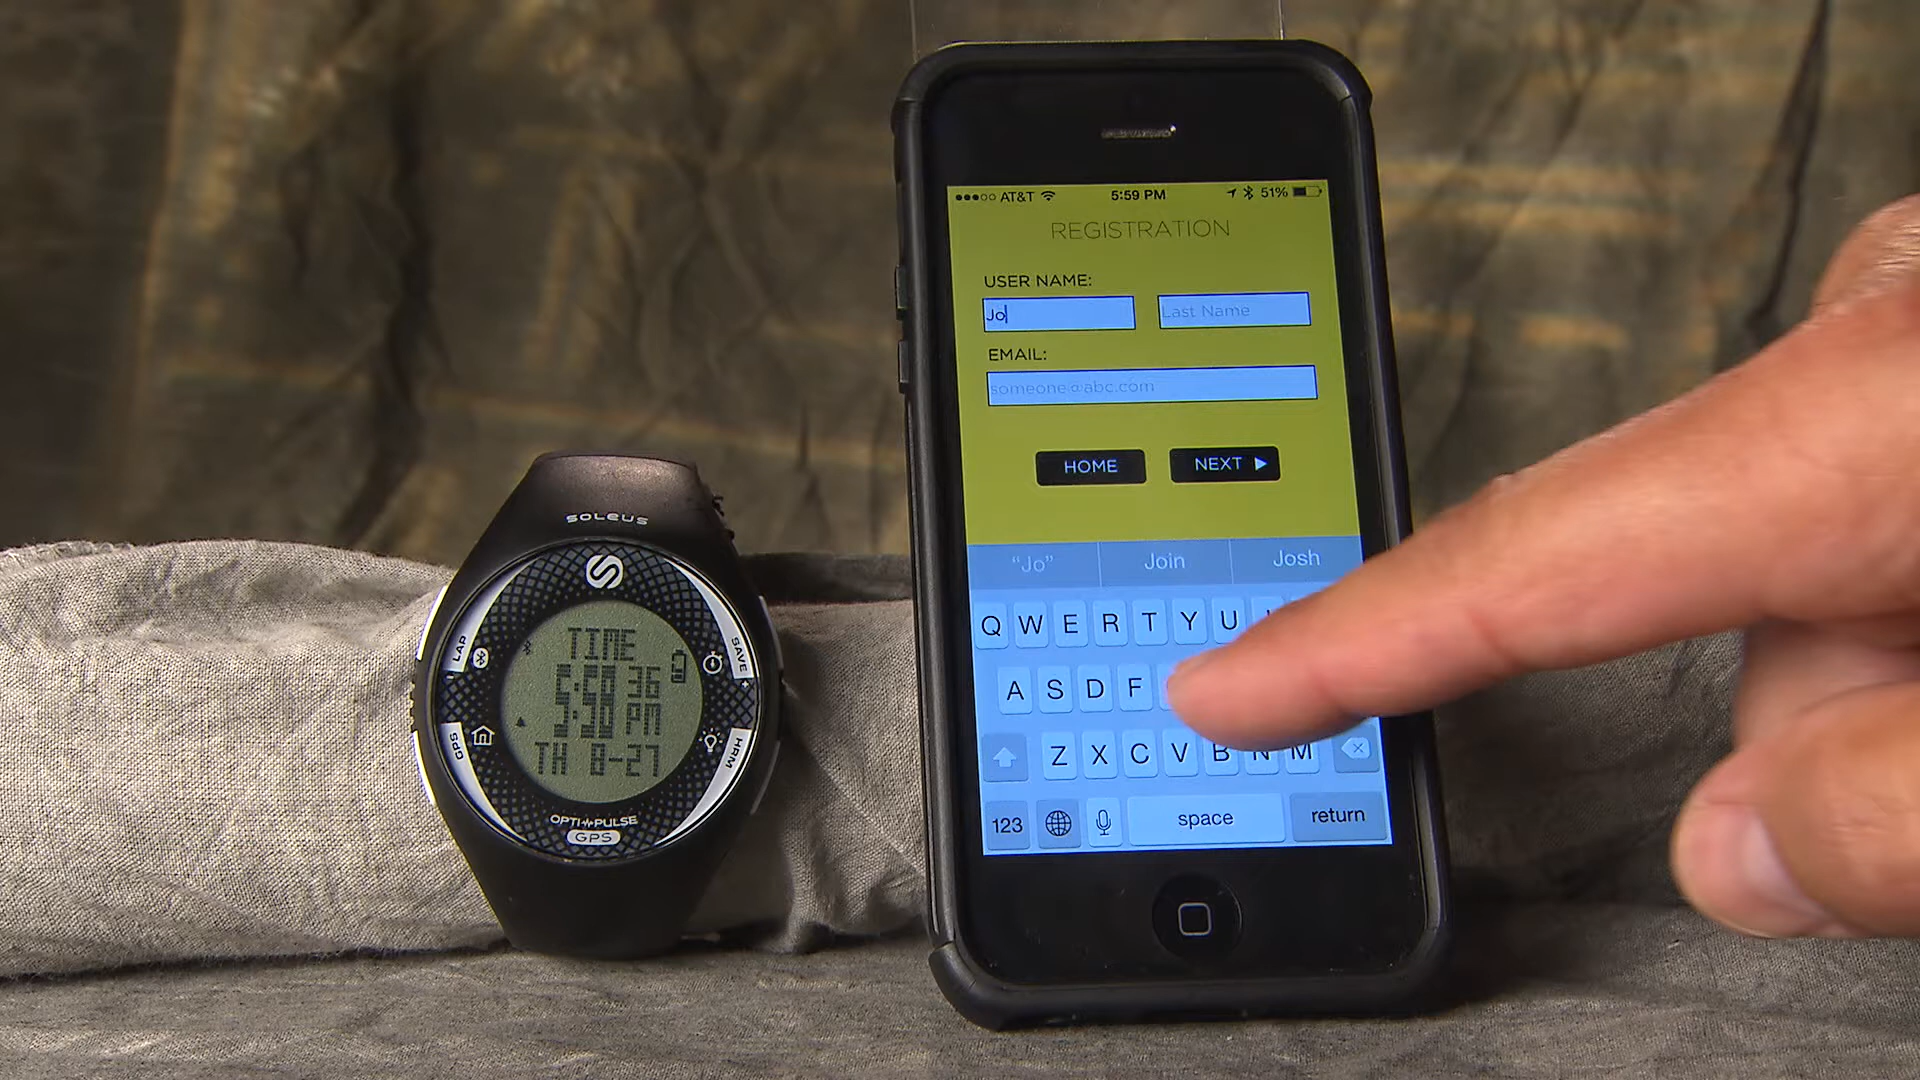 SOLEUS
LAP
SAVE
TIME
5:58 36
PM
TH 8-27
GPS
HRM
OPTI PULSE
GPS
AT&T 5:59 PM 51%
REGISTRATION
USER NAME:
Jo Last Name
EMAIL:
someone@abc.com
HOME NEXT
“Jo” Join Josh
Q W E R T Y U
A S D F
Z X C V B N M
123 space return